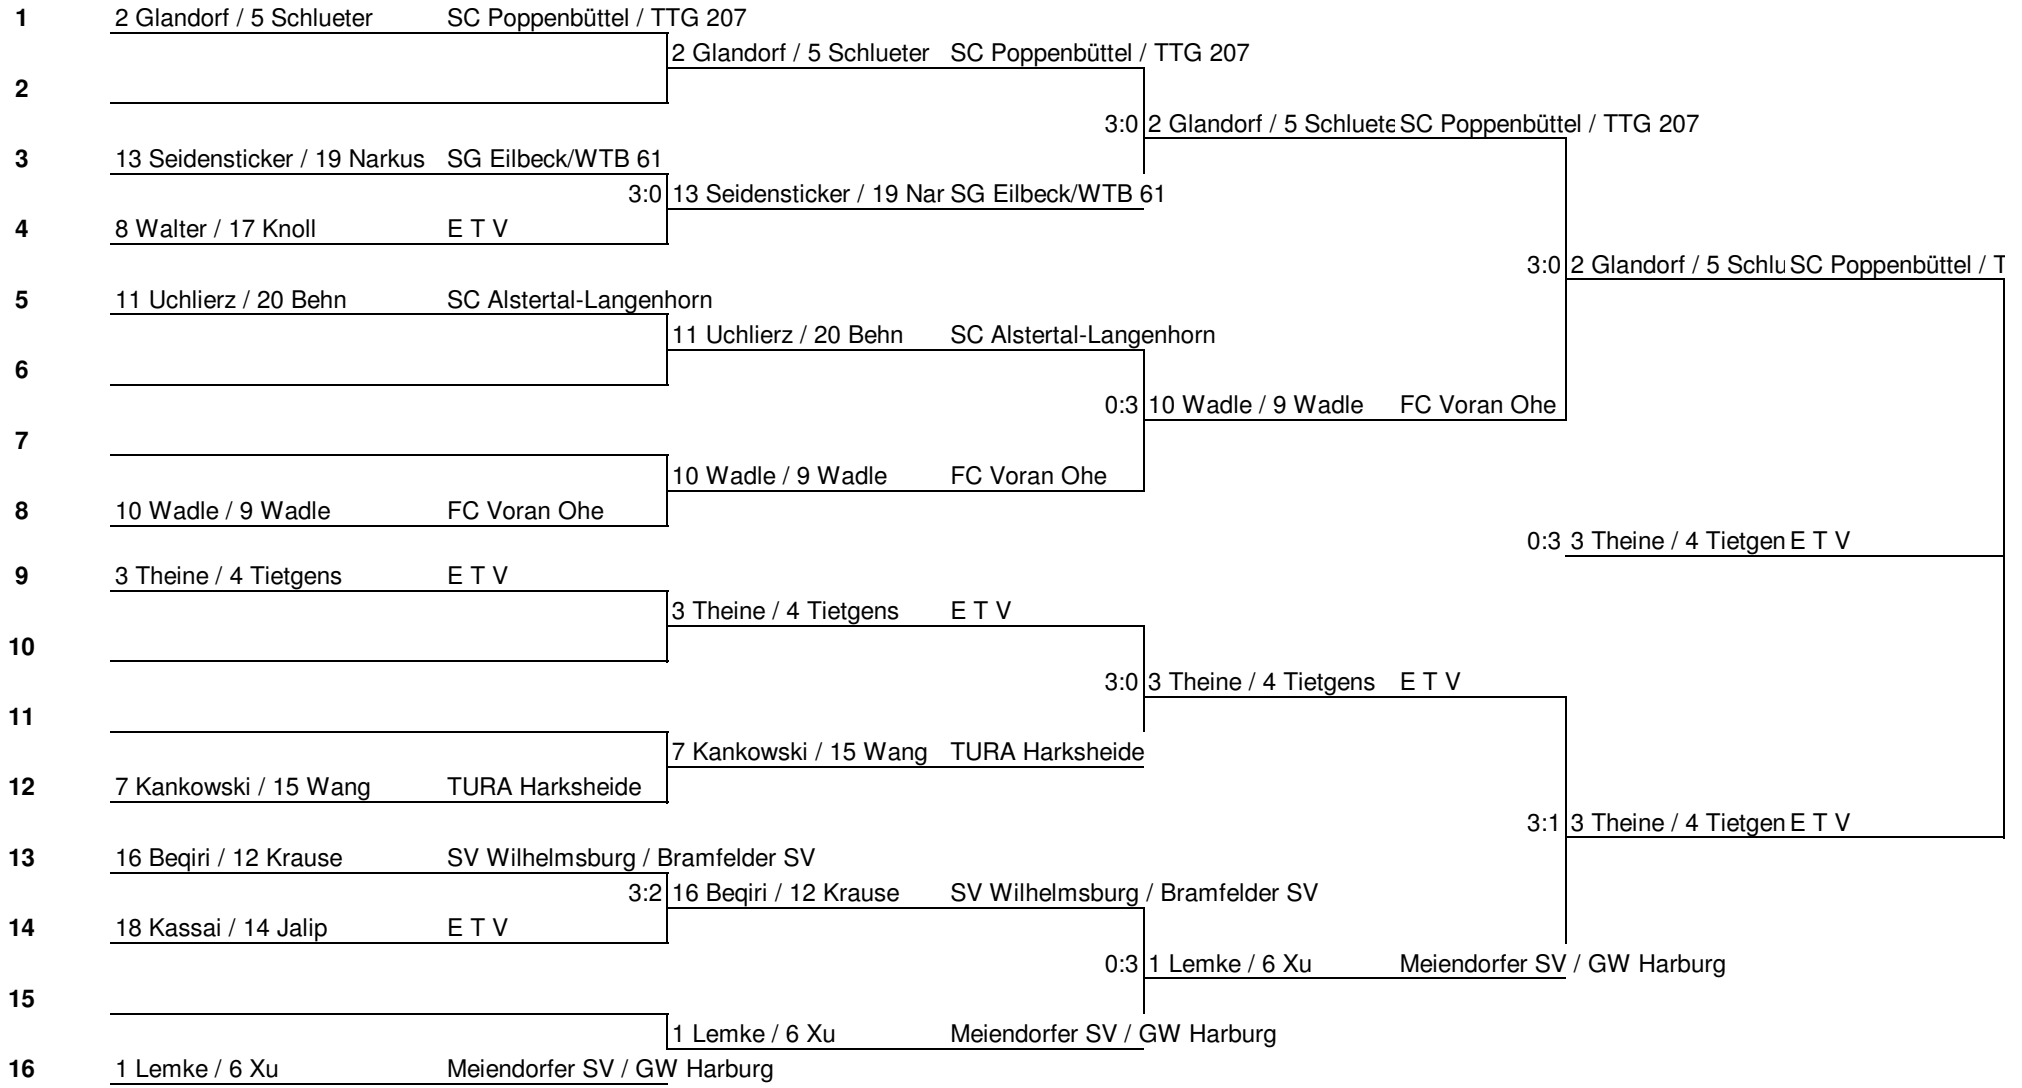 1 2 Glandorf / 5 Schlueter SC Poppenbüttel / TTG 207
2 Glandorf / 5 Schlueter SC Poppenbüttel / TTG 207
2
3:0 2 Glandorf / 5 Schluete SC Poppenbüttel / TTG 207
3 13 Seidensticker / 19 Narkus SG Eilbeck/WTB 61
3:0 13 Seidensticker / 19 Nar SG Eilbeck/WTB 61
4 8 Walter / 17 Knoll E T V
3:0 2 Glandorf / 5 Schlu SC Poppenbüttel / T
5 11 Uchlierz / 20 Behn SC Alstertal-Langenhorn
11 Uchlierz / 20 Behn SC Alstertal-Langenhorn
6
0:3 10 Wadle / 9 Wadle FC Voran Ohe
7
10 Wadle / 9 Wadle FC Voran Ohe
8 10 Wadle / 9 Wadle FC Voran Ohe
0:3 3 Theine / 4 Tietgen E T V
9 3 Theine / 4 Tietgens E T V
3 Theine / 4 Tietgens E T V
10
3:0 3 Theine / 4 Tietgens E T V
11
7 Kankowski / 15 Wang TURA Harksheide
12 7 Kankowski / 15 Wang TURA Harksheide
3:1 3 Theine / 4 Tietgen E T V
13 16 Beqiri / 12 Krause SV Wilhelmsburg / Bramfelder SV
3:2 16 Beqiri / 12 Krause SV Wilhelmsburg / Bramfelder SV
14 18 Kassai / 14 Jalip E T V
0:3 1 Lemke / 6 Xu Meiendorfer SV / GW Harburg
15
1 Lemke / 6 Xu Meiendorfer SV / GW Harburg
16 1 Lemke / 6 Xu Meiendorfer SV / GW Harburg